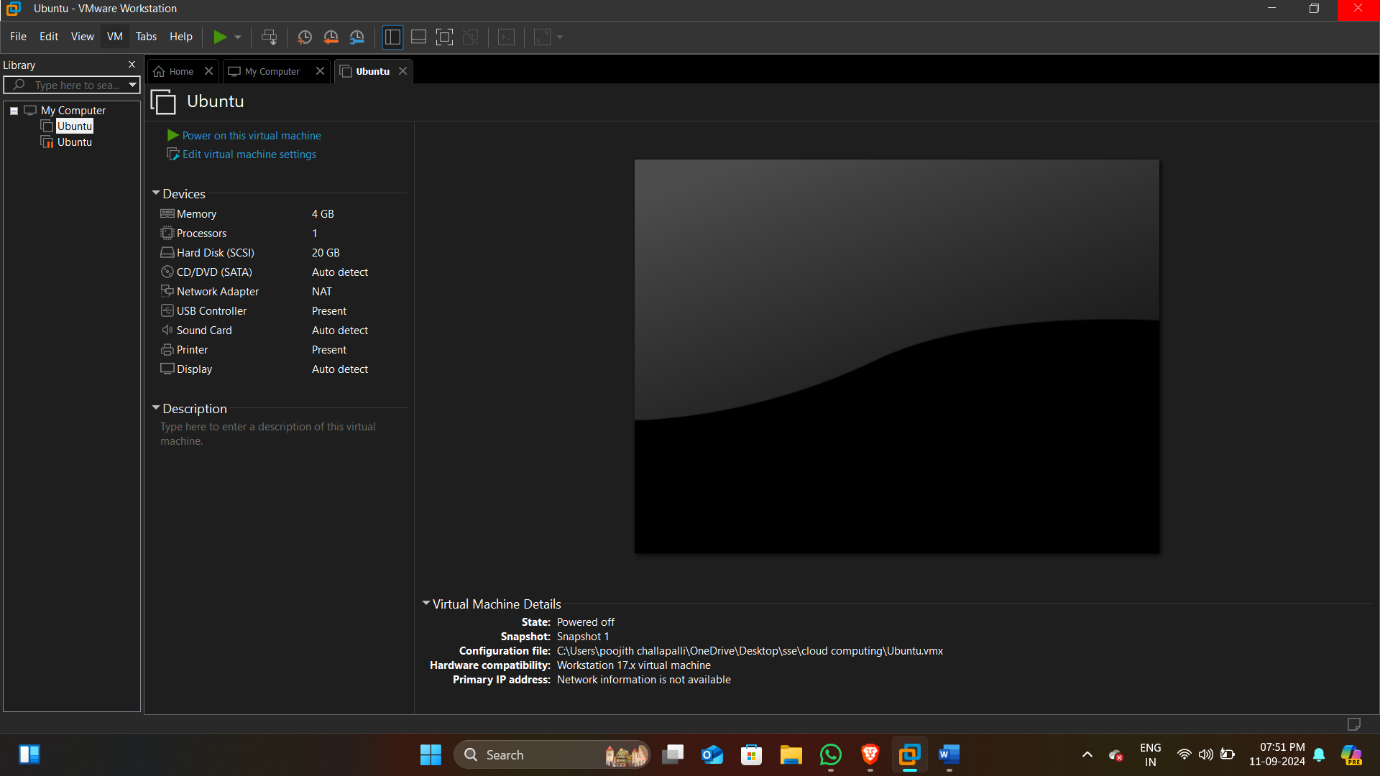 Ubuntu - VMware Workstation
File Edit View VM Tabs Help
Library
Type here to sea...
My Computer
Ubuntu
Ubuntu
Home
My Computer
Ubuntu
Ubuntu
Power on this virtual machine
Edit virtual machine settings
Devices
Memory 4 GB
Processors 1
Hard Disk (SCSI) 20 GB
CD/DVD (SATA) Auto detect
Network Adapter NAT
USB Controller Present
Sound Card Auto detect
Printer Present
Display Auto detect
Description
Type here to enter a description of this virtual
machine.
Virtual Machine Details
State: Powered off
Snapshot: Snapshot 1
Configuration file: C:\Users\poojith challapalli\OneDrive\Desktop\sse\cloud computing\Ubuntu.vmx
Hardware compatibility: Workstation 17.x virtual machine
Primary IP address: Network information is not available
Search
ENG
IN
07:51 PM
11-09-2024
PRE